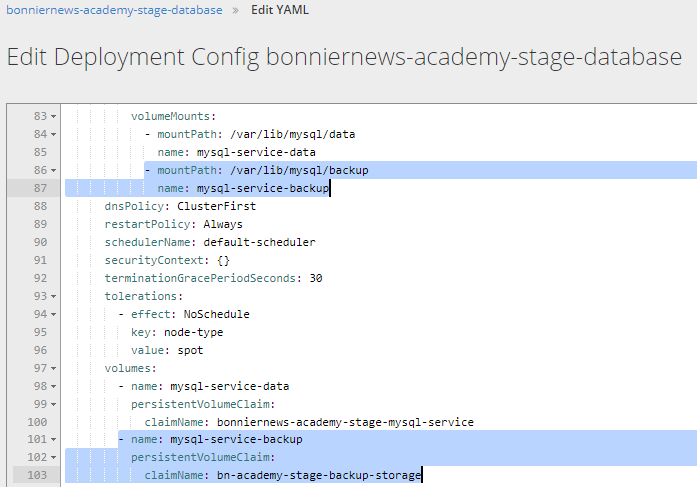 bonniernews-academy-stage-database » Edit YAML
Edit Deployment Config bonniernews-academy-stage-database
83 volumeMounts:
84 - mountPath: /var/lib/mysql/data
85 name: mysql-service-data
86 - mountPath: /var/lib/mysql/backup
87 name: mysql-service-backup
88 dnsPolicy: ClusterFirst
89 restartPolicy: Always
90 schedulerName: default-scheduler
91 securityContext: {}
92 terminationGracePeriodSeconds: 30
93 tolerations:
94 - effect: NoSchedule
95 key: node-type
96 value: spot
97 volumes:
98 - name: mysql-service-data
99 persistentVolumeClaim:
100 claimName: bonniernews-academy-stage-mysql-service
101 - name: mysql-service-backup
102 persistentVolumeClaim:
103 claimName: bn-academy-stage-backup-storage